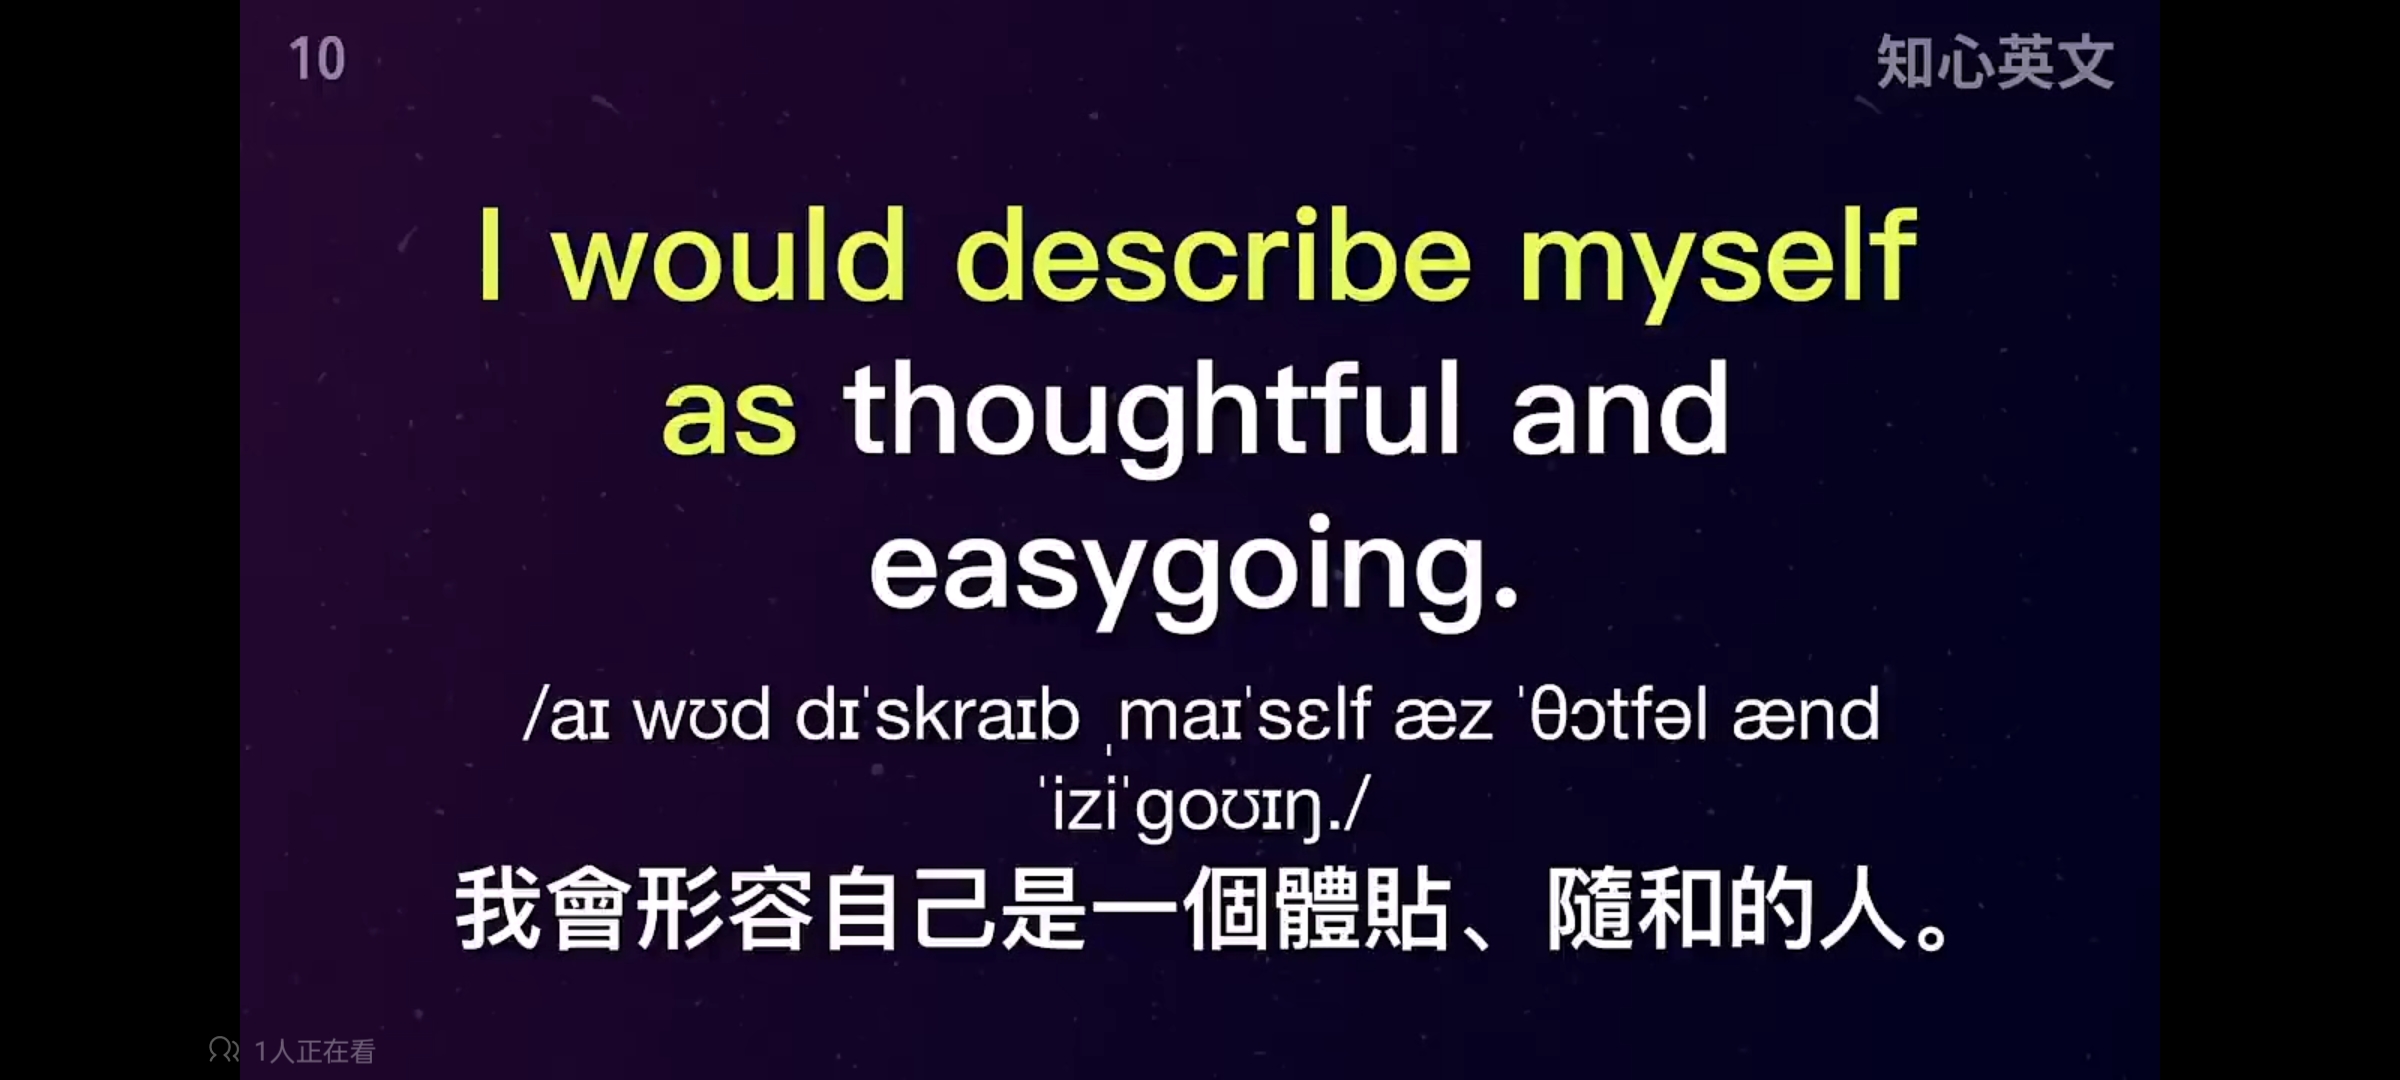 10
知心英文
I would describe myself
as thoughtful and
easygoing.
/aɪ wʊd dɪˈskraɪb ˌmaɪˈsɛlf æz ˈθɔtfəl ænd
ˈiziˈgoʊɪŋ./
我會形容自己是一個體貼、隨和的人。
1人正在看